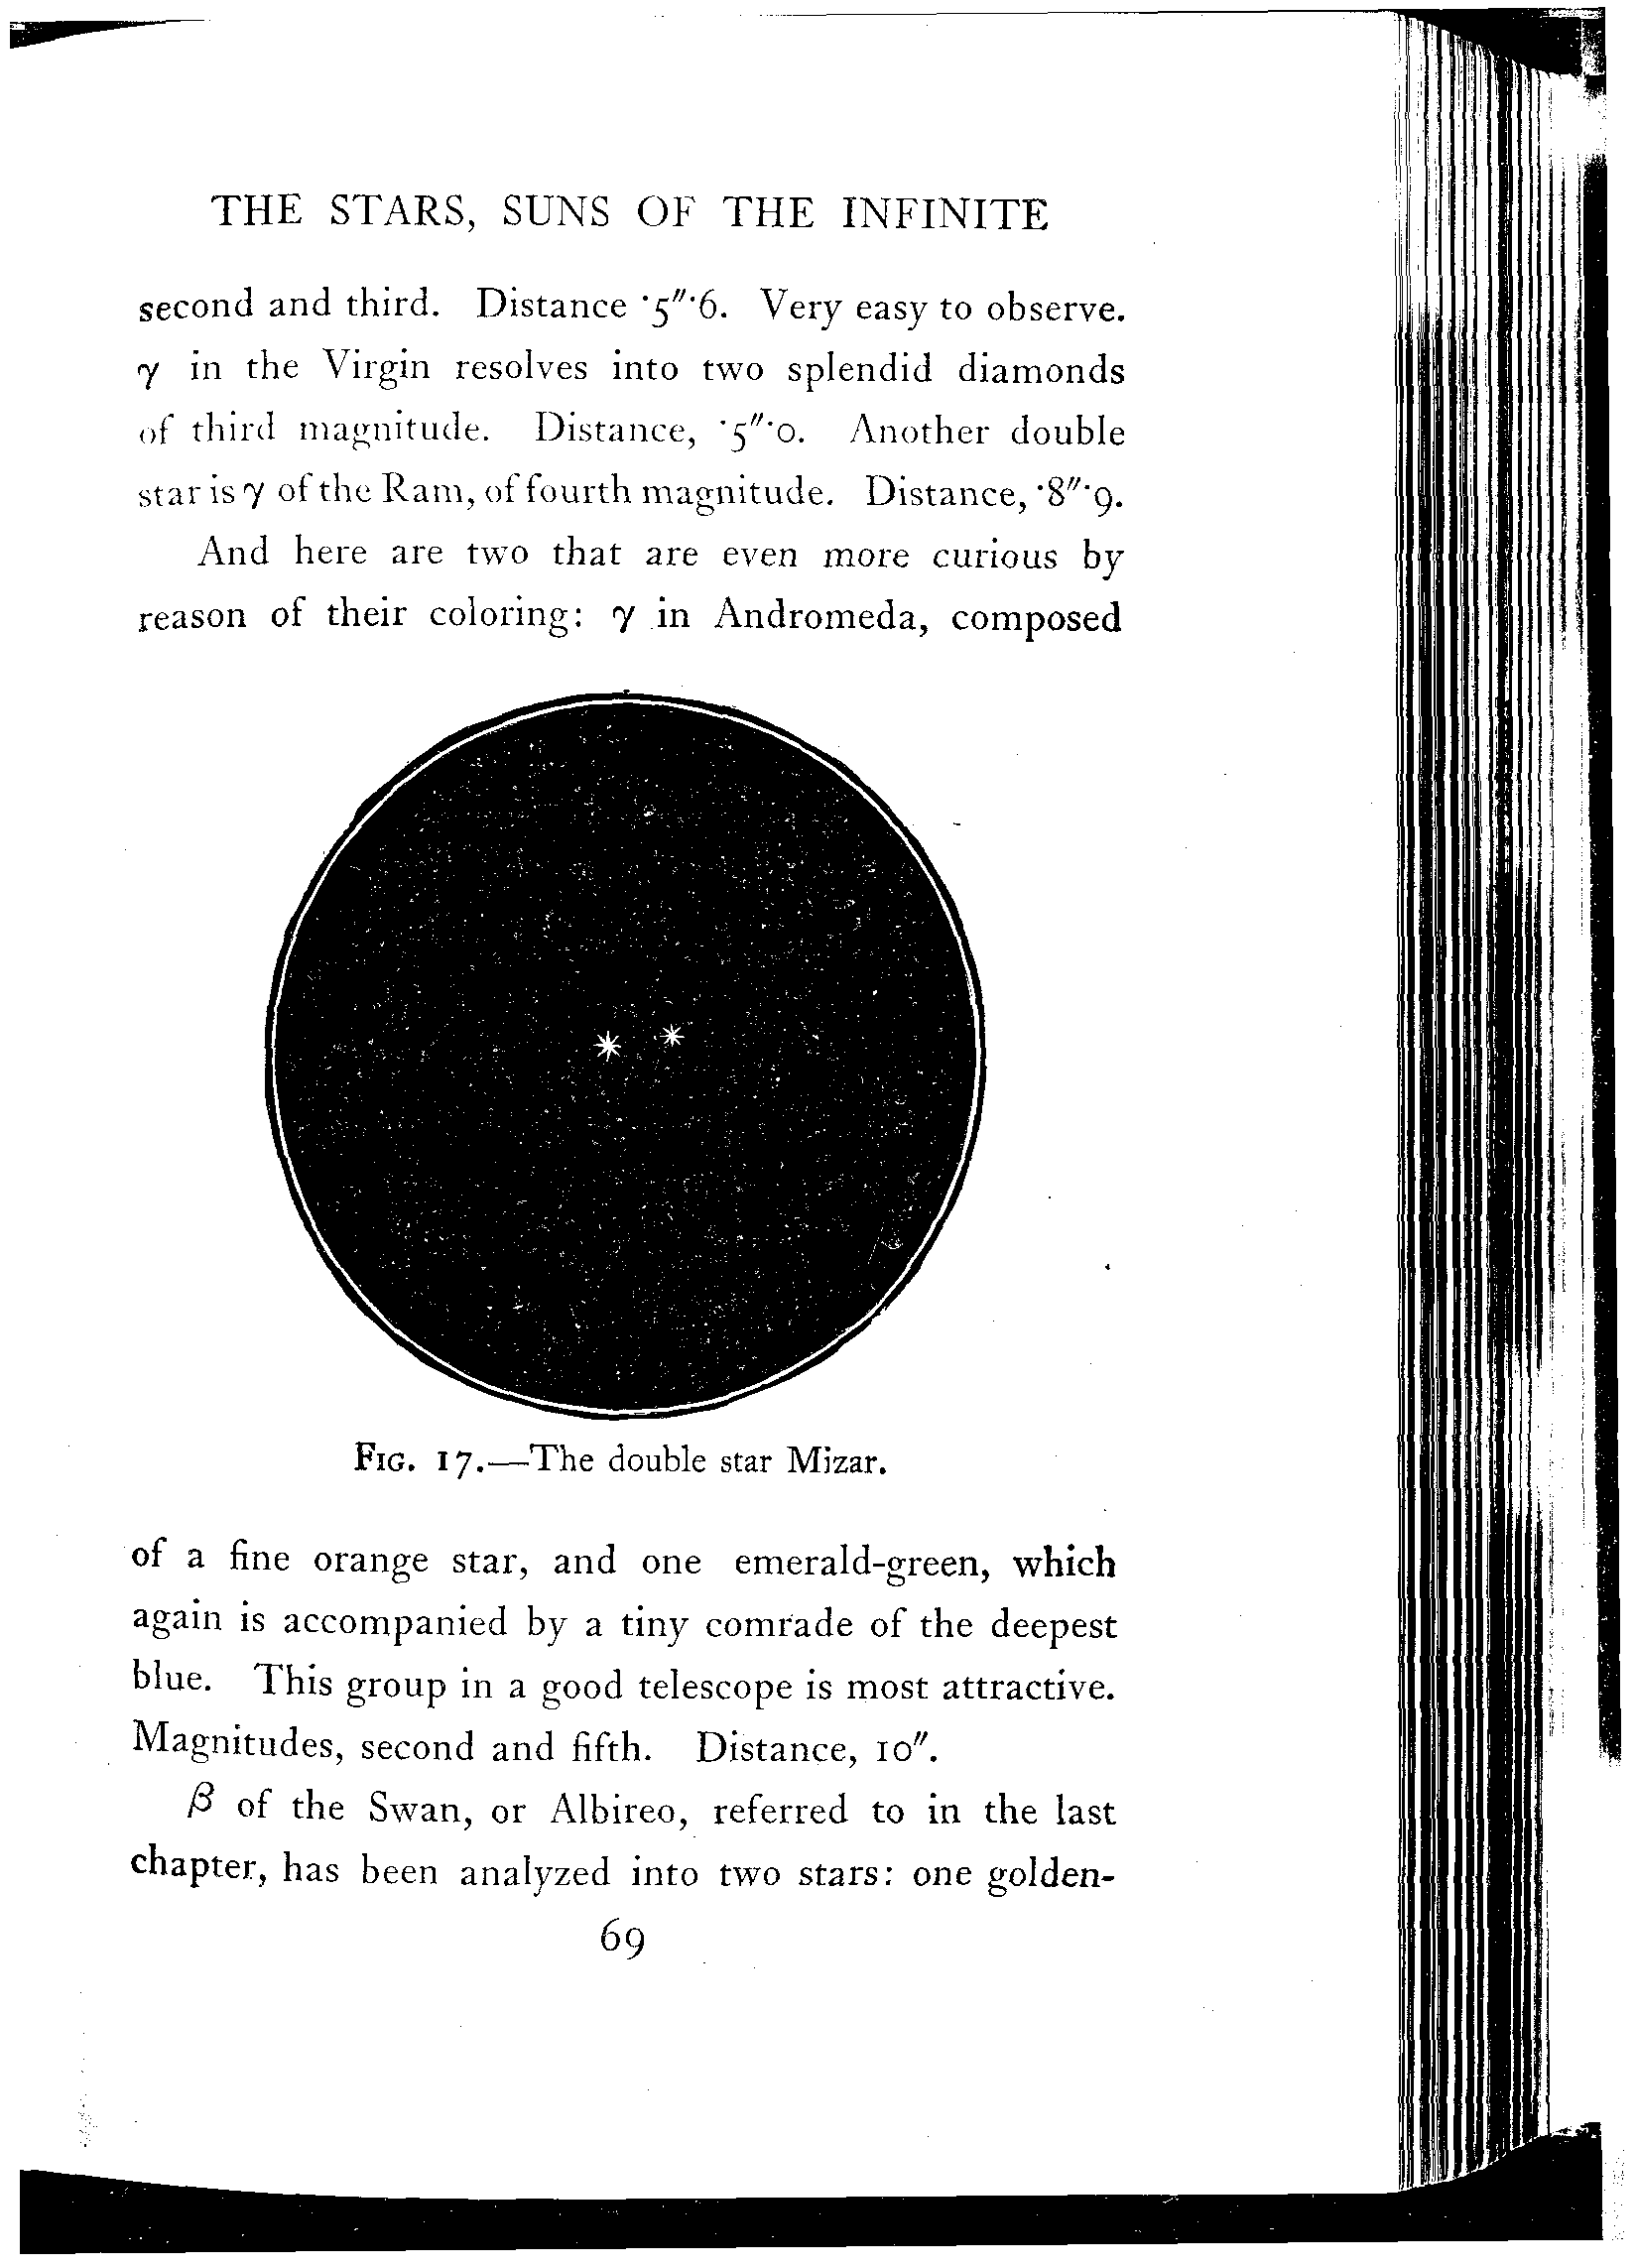 THE STARS, SUNS OF THE INFINITE
second and third. Distance ·5″·6. Very easy to observe.
γ in the Virgin resolves into two splendid diamonds
of third magnitude. Distance, ·5″·0. Another double
star is γ of the Ram, of fourth magnitude. Distance, ·8″·9.
And here are two that are even more curious by
reason of their coloring: γ in Andromeda, composed
FIG. 17.—The double star Mizar.
of a fine orange star, and one emerald-green, which
again is accompanied by a tiny comrade of the deepest
blue. This group in a good telescope is most attractive.
Magnitudes, second and fifth. Distance, 10″.
β of the Swan, or Albireo, referred to in the last
chapter, has been analyzed into two stars: one golden-
69